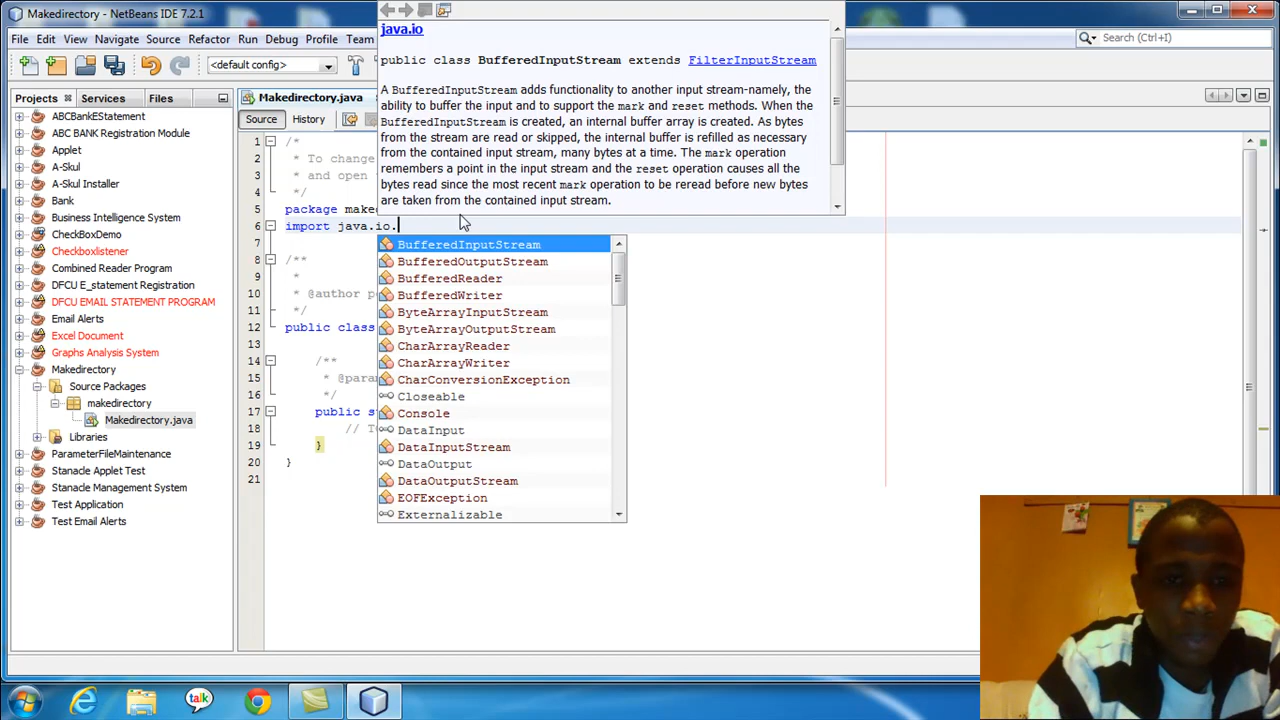 Makedirectory - NetBeans IDE 7.2.1
File Edit View Navigate Source Refactor Run Debug Profile Team
Search (Ctrl+I)
<default config>
java.io
public class BufferedInputStream extends FilterInputStream
A BufferedInputStream adds functionality to another input stream-namely, the
ability to buffer the input and to support the mark and reset methods. When the
BufferedInputStream is created, an internal buffer array is created. As bytes
from the stream are read or skipped, the internal buffer is refilled as necessary
from the contained input stream, many bytes at a time. The mark operation
remembers a point in the input stream and the reset operation causes all the
bytes read since the most recent mark operation to be reread before new bytes
are taken from the contained input stream.
Projects Services Files
ABCBankEStatement
ABC BANK Registration Module
Applet
A-Skul
A-Skul Installer
Bank
Business Intelligence System
CheckBoxDemo
Checkboxlistener
Combined Reader Program
DFCU E_statement Registration
DFCU EMAIL STATEMENT PROGRAM
Email Alerts
Excel Document
Graphs Analysis System
Makedirectory
Source Packages
makedirectory
Makedirectory.java
Libraries
ParameterFileMaintenance
Stanacle Applet Test
Stanacle Management System
Test Application
Test Email Alerts
Makedirectory.java
Source History
1 /*
2 * To change
3 * and open
4 */
5 package make
6 import java.io.
7
8 /**
9 *
10 * @author
11 */
12 public class
13
14 /**
15 * @para
16 */
17 public s
18 // T
19 }
20 }
21
BufferedInputStream
BufferedOutputStream
BufferedReader
BufferedWriter
ByteArrayInputStream
ByteArrayOutputStream
CharArrayReader
CharArrayWriter
CharConversionException
Closeable
Console
DataInput
DataInputStream
DataOutput
DataOutputStream
EOFException
Externalizable
talk